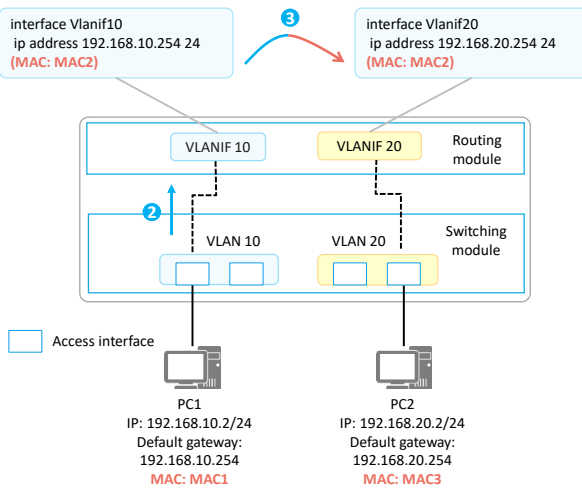 interface Vlanif10
ip address 192.168.10.254 24
(MAC: MAC2)
3
interface Vlanif20
ip address 192.168.20.254 24
(MAC: MAC2)
VLANIF 10
VLANIF 20
Routing
module
2
VLAN 10
VLAN 20
Switching
module
Access interface
PC1
IP: 192.168.10.2/24
Default gateway:
192.168.10.254
MAC: MAC1
PC2
IP: 192.168.20.2/24
Default gateway:
192.168.20.254
MAC: MAC3